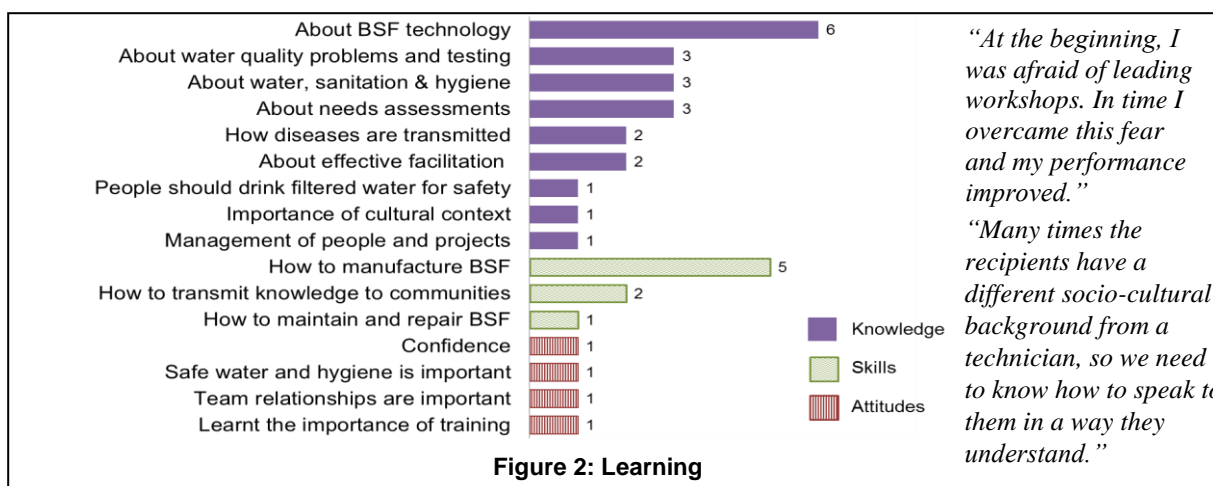 About BSF technology 6
About water quality problems and testing 3
About water, sanitation & hygiene 3
About needs assessments 3
How diseases are transmitted 2
About effective facilitation 2
People should drink filtered water for safety 1
Importance of cultural context 1
Management of people and projects 1
How to manufacture BSF 5
How to transmit knowledge to communities 2
How to maintain and repair BSF 1
Confidence 1
Safe water and hygiene is important 1
Team relationships are important 1
Learnt the importance of training 1
Knowledge
Skills
Attitudes
Figure 2: Learning
“At the beginning, I
was afraid of leading
workshops. In time I
overcame this fear
and my performance
improved.”
“Many times the
recipients have a
different socio-cultural
background from a
technician, so we need
to know how to speak to
them in a way they
understand.”